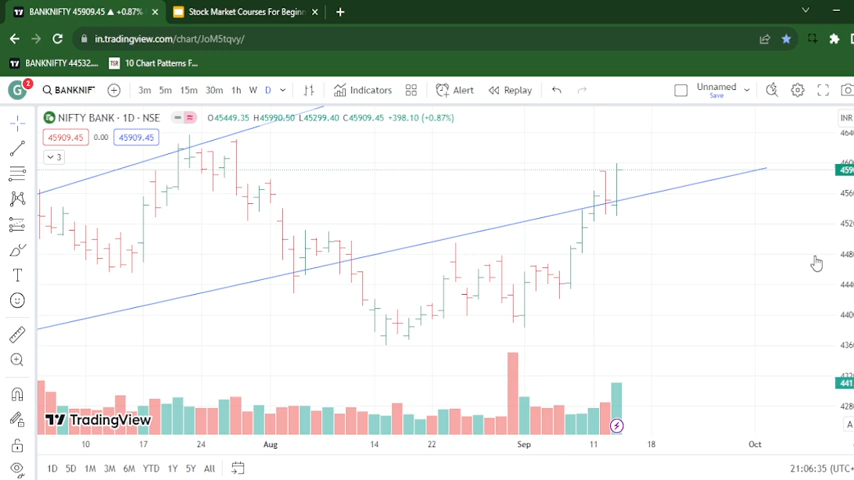 BANKNIFTY 45909.45 ▲ +0.87%
Stock Market Courses For Beginn
in.tradingview.com/chart/JoM5tqvy/
BANKNIFTY 44532....
10 Chart Patterns F...
G 2 BANKNIF 3m 5m 15m 30m 1h W D Indicators Alert Replay Unnamed
Save
NIFTY BANK · 1D · NSE O45449.35 H45990.50 L45299.40 C45909.45 +398.10 (+0.87%) INR
45909.45 0.00 45909.45
3
TradingView
10 17 24 Aug 14 22 Sep 11 18 Oct
1D 5D 1M 3M 6M YTD 1Y 5Y All 21:06:35 (UTC+